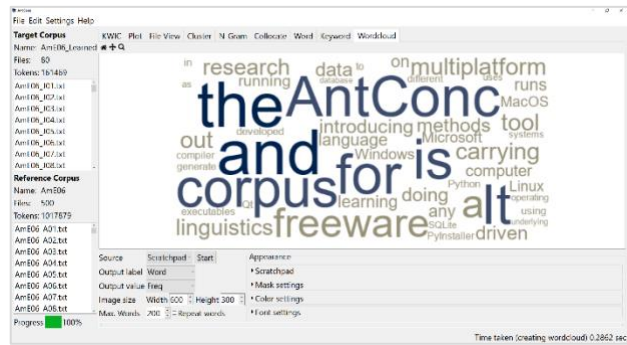 AntConc
File Edit Settings Help
Target Corpus
Name: AmE06_Learned
Files: 80
Tokens: 161469
AmE06_J01.txt
AmE06_J02.txt
AmE06_J03.txt
AmE06_J04.txt
AmE06_J05.txt
AmE06_J06.txt
AmE06_J07.txt
AmE06_J08.txt
Reference Corpus
Name: AmE06
Files: 500
Tokens: 1017879
AmE06_A01.txt
AmE06_A02.txt
AmE06_A03.txt
AmE06_A04.txt
AmE06_A05.txt
AmE06_A06.txt
AmE06_A07.txt
AmE06_A08.txt
Progress 100%
KWIC Plot File View Cluster N-Gram Collocate Word Keyword Wordcloud
in research data to on multiplatform
as running database different uses runs
the AntConc MacOS
introducing methods tool
out developed language Microsoft systems
compiler and Windows is carrying
generate computer
corpus for Python Linux
executables Qt learning doing any alt operating
using
linguistics freeware SQLite underlying
PyInstaller driven
Source Scratchpad Start
Output label Word
Output value Freq
Image size Width 600 Height 300
Max. Words 200 Repeat words
Appearance
Scratchpad
Mask settings
Color settings
Font settings
Time taken (creating wordcloud) 0.2862 sec